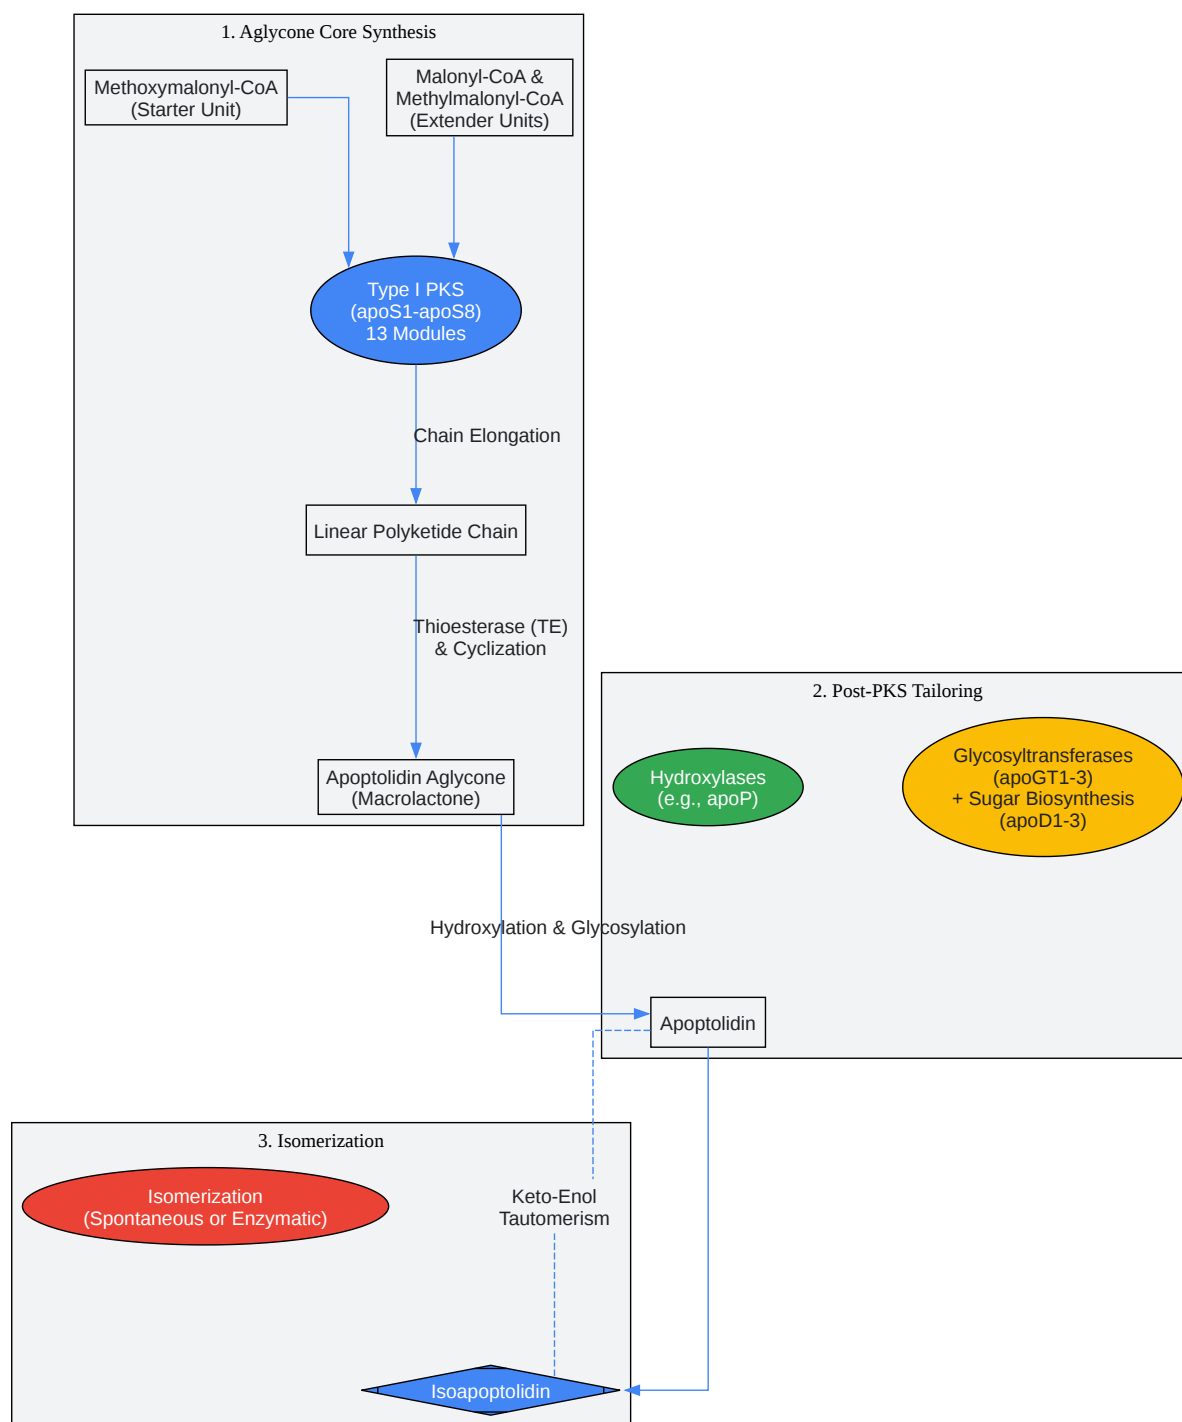 1. Aglycone Core Synthesis
Methoxymalonyl-CoA
(Starter Unit)
Malonyl-CoA &
Methylmalonyl-CoA
(Extender Units)
Type I PKS
(apoS1-apoS8)
13 Modules
Chain Elongation
Linear Polyketide Chain
Thioesterase (TE)
& Cyclization
Apoptolidin Aglycone
(Macrolactone)
2. Post-PKS Tailoring
Hydroxylases
(e.g., apoP)
Glycosyltransferases
(apoGT1-3)
+ Sugar Biosynthesis
(apoD1-3)
Hydroxylation & Glycosylation
Apoptolidin
3. Isomerization
Isomerization
(Spontaneous or Enzymatic)
Keto-Enol
Tautomerism
Isoapoptolidin